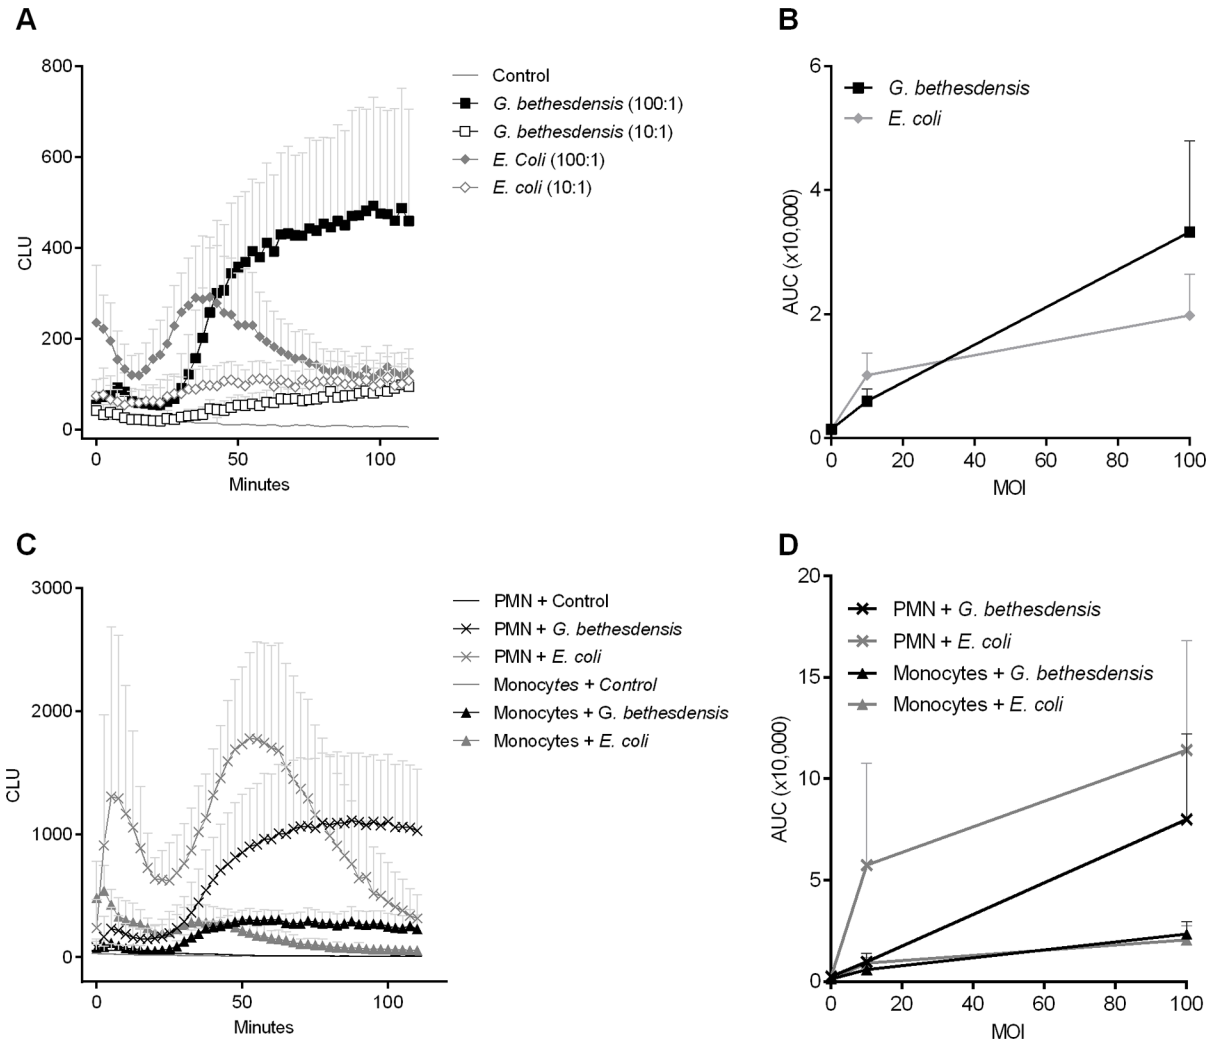 A
800
600
400
200
0
CLU
0 50 100
Minutes
Control
G. bethesdensis (100:1)
G. bethesdensis (10:1)
E. Coli (100:1)
E. coli (10:1)
B
6
4
2
0
AUC (x10,000)
0 20 40 60 80 100
MOI
G. bethesdensis
E. coli
C
3000
2000
1000
0
CLU
0 50 100
Minutes
PMN + Control
PMN + G. bethesdensis
PMN + E. coli
Monocytes + Control
Monocytes + G. bethesdensis
Monocytes + E. coli
D
20
15
10
5
0
AUC (x10,000)
0 20 40 60 80 100
MOI
PMN + G. bethesdensis
PMN + E. coli
Monocytes + G. bethesdensis
Monocytes + E. coli